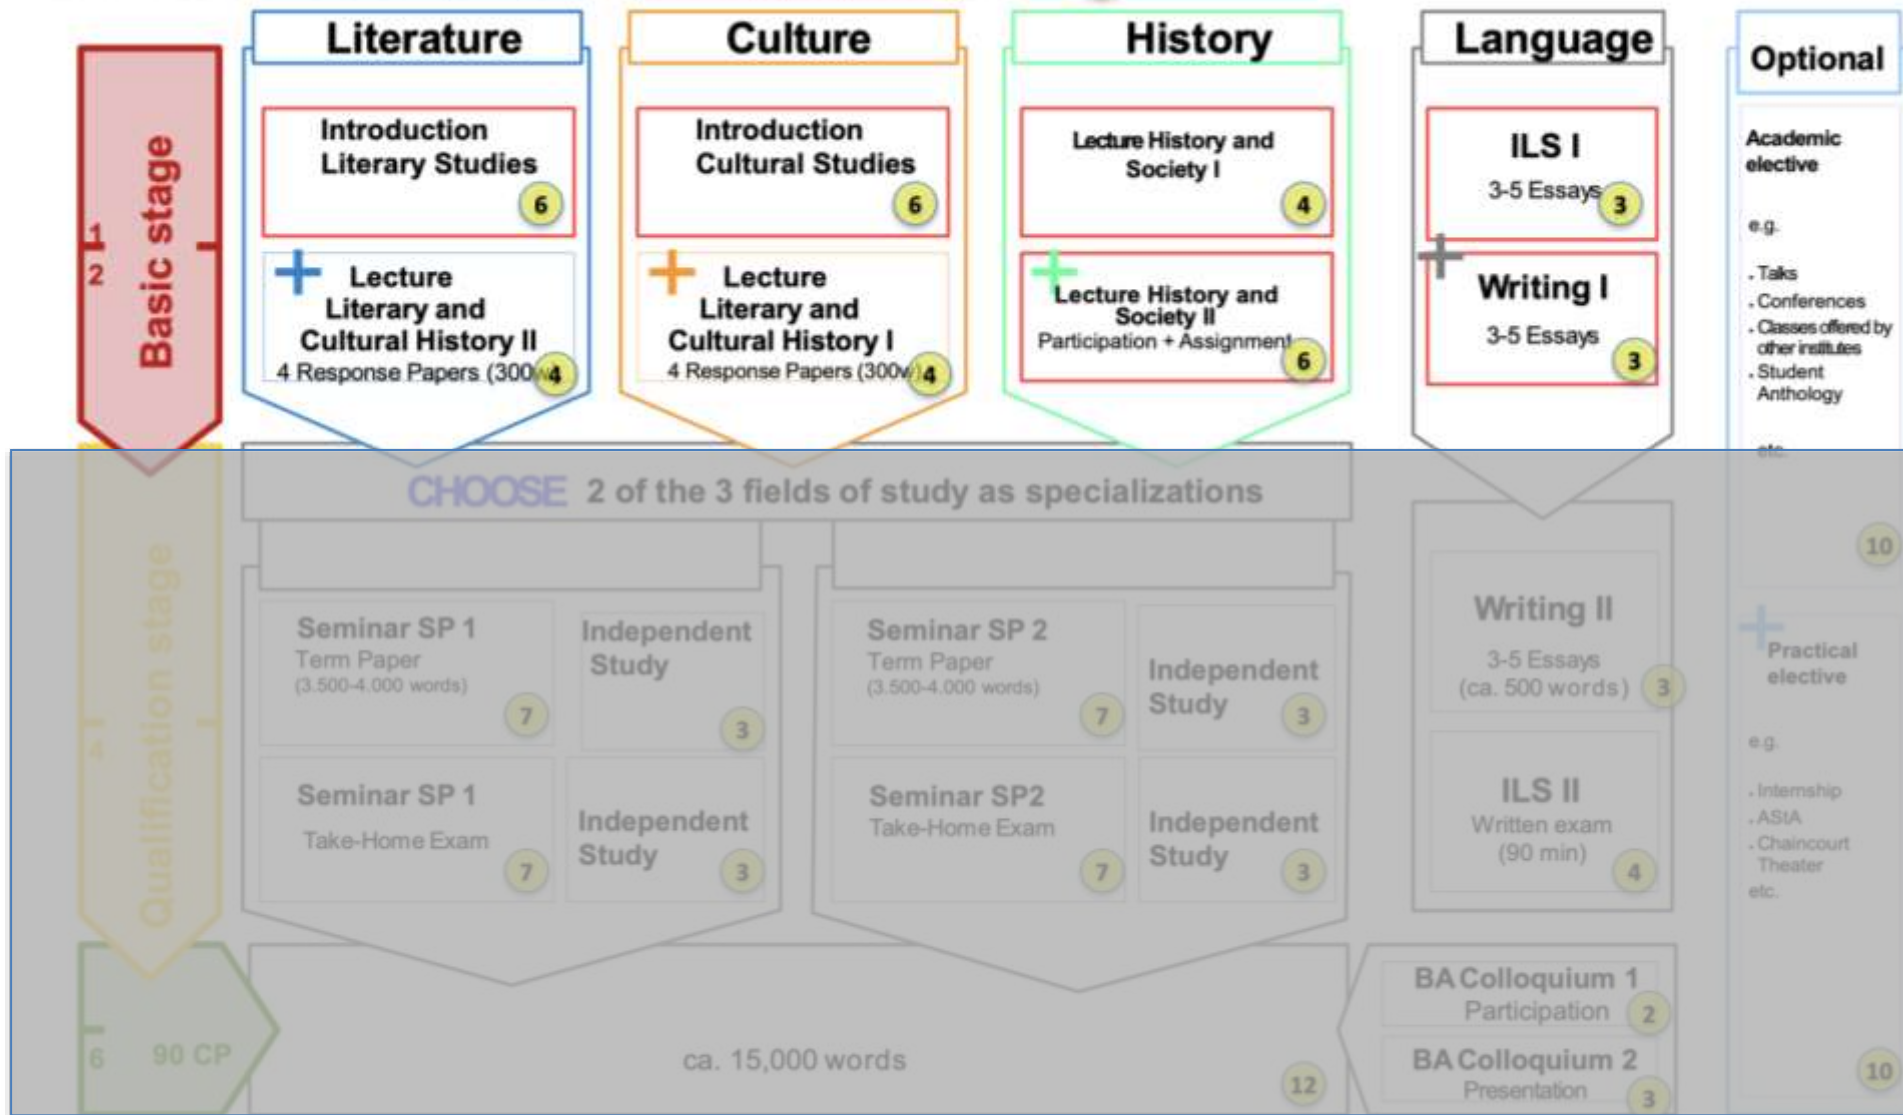 Literature
Culture
History
Language
Optional
Basic stage
1
2
Introduction
Literary Studies
6
Lecture
Literary and
Cultural History II
4 Response Papers (300w)
4
Introduction
Cultural Studies
6
Lecture
Literary and
Cultural History I
4 Response Papers (300w)
4
Lecture History and
Society I
4
Lecture History and
Society II
Participation + Assignment
6
ILS I
3-5 Essays
3
Writing I
3-5 Essays
3
Academic
elective
e.g.
. Talks
. Conferences
. Classes offered by
other institutes
. Student
Anthology
etc.
10
CHOOSE 2 of the 3 fields of study as specializations
Qualification stage
4
Seminar SP 1
Term Paper
(3.500-4.000 words)
7
Independent
Study
3
Seminar SP 1
Take-Home Exam
7
Independent
Study
3
Seminar SP 2
Term Paper
(3.500-4.000 words)
7
Independent
Study
3
Seminar SP2
Take-Home Exam
7
Independent
Study
3
Writing II
3-5 Essays
(ca. 500 words)
3
ILS II
Written exam
(90 min)
4
Practical
elective
e.g.
. Internship
. AStA
. Chaincourt
Theater
etc.
10
6
90 CP
ca. 15,000 words
12
BA Colloquium 1
Participation
2
BA Colloquium 2
Presentation
3